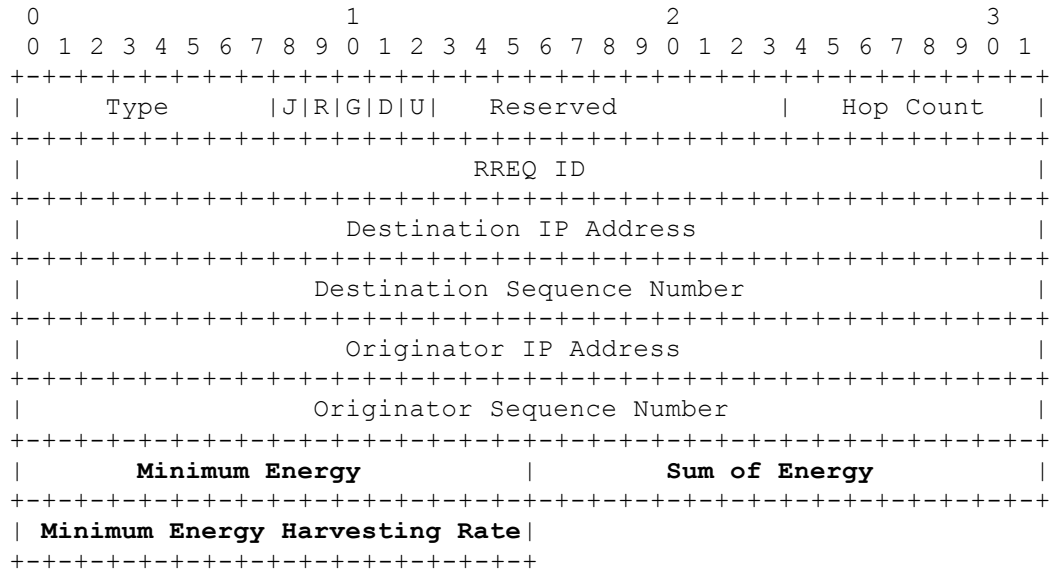 0                   1                   2                   3
 0 1 2 3 4 5 6 7 8 9 0 1 2 3 4 5 6 7 8 9 0 1 2 3 4 5 6 7 8 9 0 1
+-+-+-+-+-+-+-+-+-+-+-+-+-+-+-+-+-+-+-+-+-+-+-+-+-+-+-+-+-+-+-+-+
|     Type      |J|R|G|D|U|   Reserved          |   Hop Count   |
+-+-+-+-+-+-+-+-+-+-+-+-+-+-+-+-+-+-+-+-+-+-+-+-+-+-+-+-+-+-+-+-+
|                            RREQ ID                            |
+-+-+-+-+-+-+-+-+-+-+-+-+-+-+-+-+-+-+-+-+-+-+-+-+-+-+-+-+-+-+-+-+
|                    Destination IP Address                     |
+-+-+-+-+-+-+-+-+-+-+-+-+-+-+-+-+-+-+-+-+-+-+-+-+-+-+-+-+-+-+-+-+
|                  Destination Sequence Number                  |
+-+-+-+-+-+-+-+-+-+-+-+-+-+-+-+-+-+-+-+-+-+-+-+-+-+-+-+-+-+-+-+-+
|                    Originator IP Address                      |
+-+-+-+-+-+-+-+-+-+-+-+-+-+-+-+-+-+-+-+-+-+-+-+-+-+-+-+-+-+-+-+-+
|                  Originator Sequence Number                   |
+-+-+-+-+-+-+-+-+-+-+-+-+-+-+-+-+-+-+-+-+-+-+-+-+-+-+-+-+-+-+-+-+
|       Minimum Energy          |        Sum of Energy          |
+-+-+-+-+-+-+-+-+-+-+-+-+-+-+-+-+-+-+-+-+-+-+-+-+-+-+-+-+-+-+-+-+
| Minimum Energy Harvesting Rate|
+-+-+-+-+-+-+-+-+-+-+-+-+-+-+-+-+